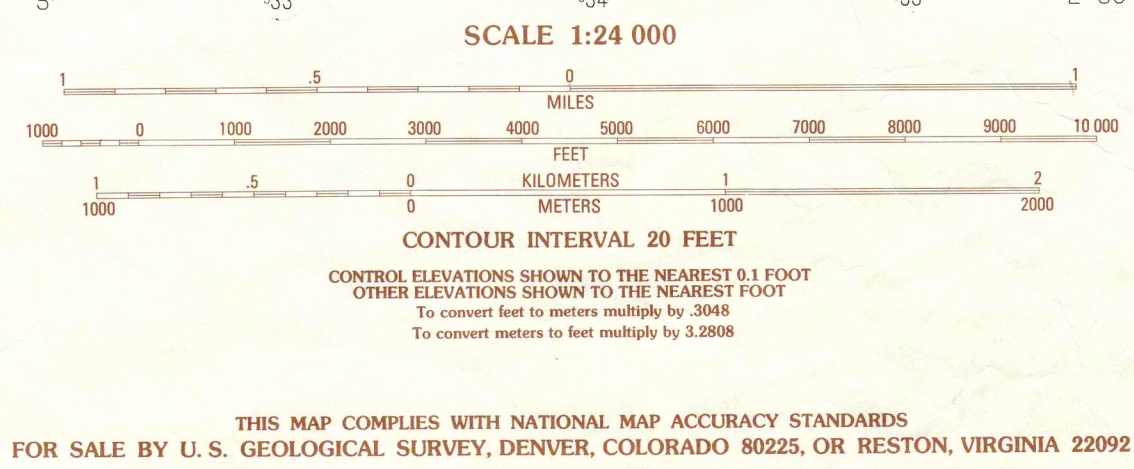 SCALE 1:24 000
1 .5 0 1
MILES
1000 0 1000 2000 3000 4000 5000 6000 7000 8000 9000 10 000
FEET
1 .5 0 KILOMETERS 1 2
1000 0 METERS 1000 2000
CONTOUR INTERVAL 20 FEET
CONTROL ELEVATIONS SHOWN TO THE NEAREST 0.1 FOOT
OTHER ELEVATIONS SHOWN TO THE NEAREST FOOT
To convert feet to meters multiply by .3048
To convert meters to feet multiply by 3.2808
THIS MAP COMPLIES WITH NATIONAL MAP ACCURACY STANDARDS
FOR SALE BY U. S. GEOLOGICAL SURVEY, DENVER, COLORADO 80225, OR RESTON, VIRGINIA 22092